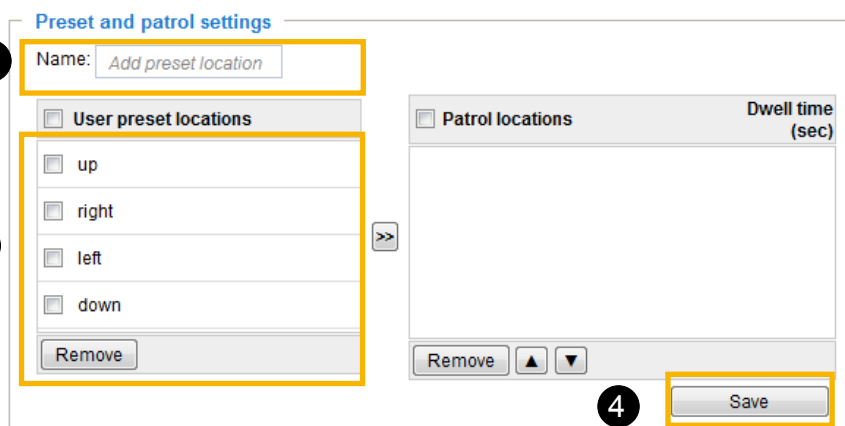 Preset and patrol settings
Name: Add preset location
User preset locations
up
right
left
down
Remove
>>
Patrol locations
Dwell time
(sec)
Remove ▲ ▼
4
Save